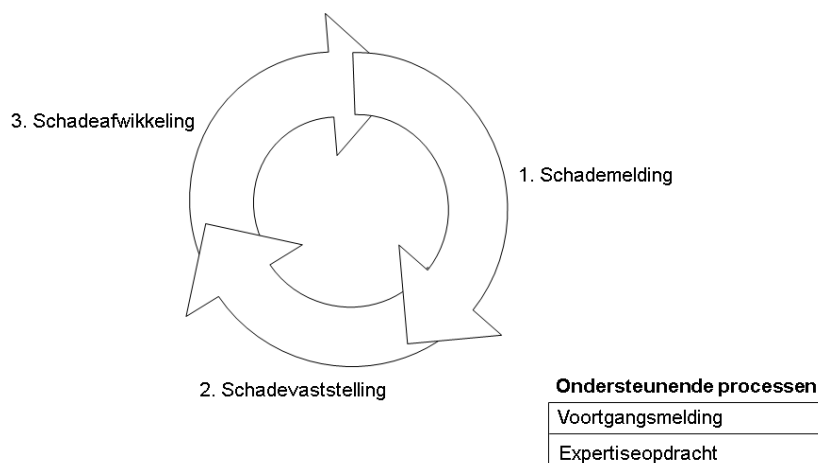 3. Schadeafwikkeling
1. Schademelding
2. Schadevaststelling
Ondersteunende processen
Voortgangsmelding
Expertiseopdracht